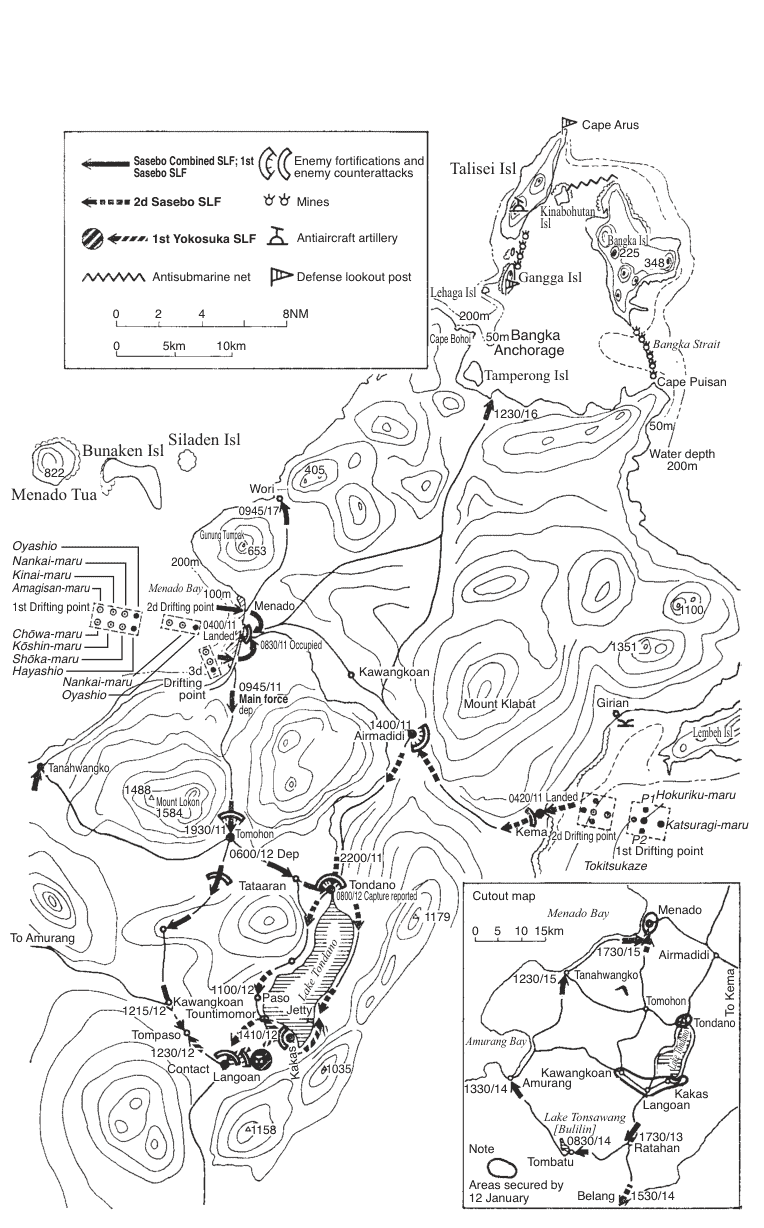 Sasebo Combined SLF; 1st
Sasebo SLF
Enemy fortifications and
enemy counterattacks
2d Sasebo SLF
Mines
1st Yokosuka SLF
Antiaircraft artillery
Antisubmarine net
Defense lookout post
0 2 4 8NM
0 5km 10km
Cape Arus
Talisei Isl
Kinabohutan
Isl
Bangka Isl
225
348
Gangga Isl
Lehaga Isl
200m
Cape Bohoi
50m
Bangka
Anchorage
Bangka Strait
Tamperong Isl
Cape Puisan
1230/16
50m
Water depth
200m
Siladen Isl
Bunaken Isl
822
Menado Tua
405
Wori
0945/17
Gunung Tumpak
653
200m
Oyashio
Nankai-maru
Kinai-maru
Amagisan-maru
1st Drifting point
Chōwa-maru
Kōshin-maru
Shōka-maru
Hayashio
Menado Bay
100m
2d Drifting point
Menado
0400/11
Landed
0830/11 Occupied
3d
Drifting
point
Nankai-maru
Oyashio
0945/11
Main force
dep
Kawangkoan
1100
1351
Mount Klabat
Girian
Lembeh Isl
1400/11
Airmadidi
Tanahwangko
1488
Mount Lokon
1584
1930/11
Tomohon
0420/11 Landed
Kema
2d Drifting point
P1
Hokuriku-maru
Katsuragi-maru
P2
1st Drifting point
Tokitsukaze
0600/12 Dep
2200/11
Tataaran
Tondano
0800/12 Capture reported
1179
To Amurang
Lake Tondano
1100/12
Paso
Jetty
Kawangkoan
1215/12
Tountimomor
Tompaso
1410/12
1230/12
Kakas
Contact
Langoan
1035
1158
Cutout map
Menado Bay
Menado
0 5 10 15km
1730/15
Airmadidi
1230/15
Tanahwangko
To Kema
Tomohon
Tondano
Amurang Bay
Kawangkoan
Kakas
1330/14
Amurang
Langoan
Lake Tonsawang
[Bulilin]
0830/14
1730/13
Ratahan
Note
Tombatu
Areas secured by
12 January
Belang
1530/14